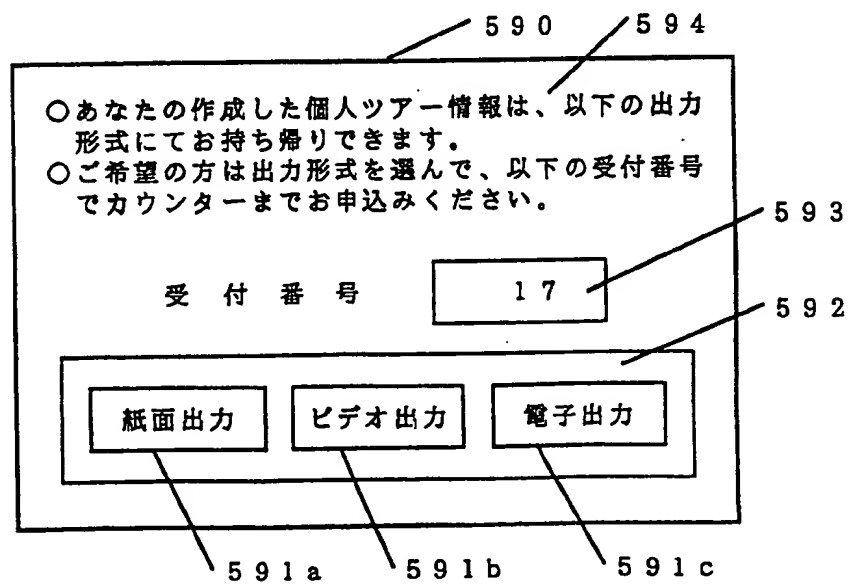 590 594
○あなたの作成した個人ツアー情報は、以下の出力
形式にてお持ち帰りできます。
○ご希望の方は出力形式を選んで、以下の受付番号
でカウンターまでお申込みください。
593
受付番号 17
592
紙面出力 ビデオ出力 電子出力
591a 591b 591c